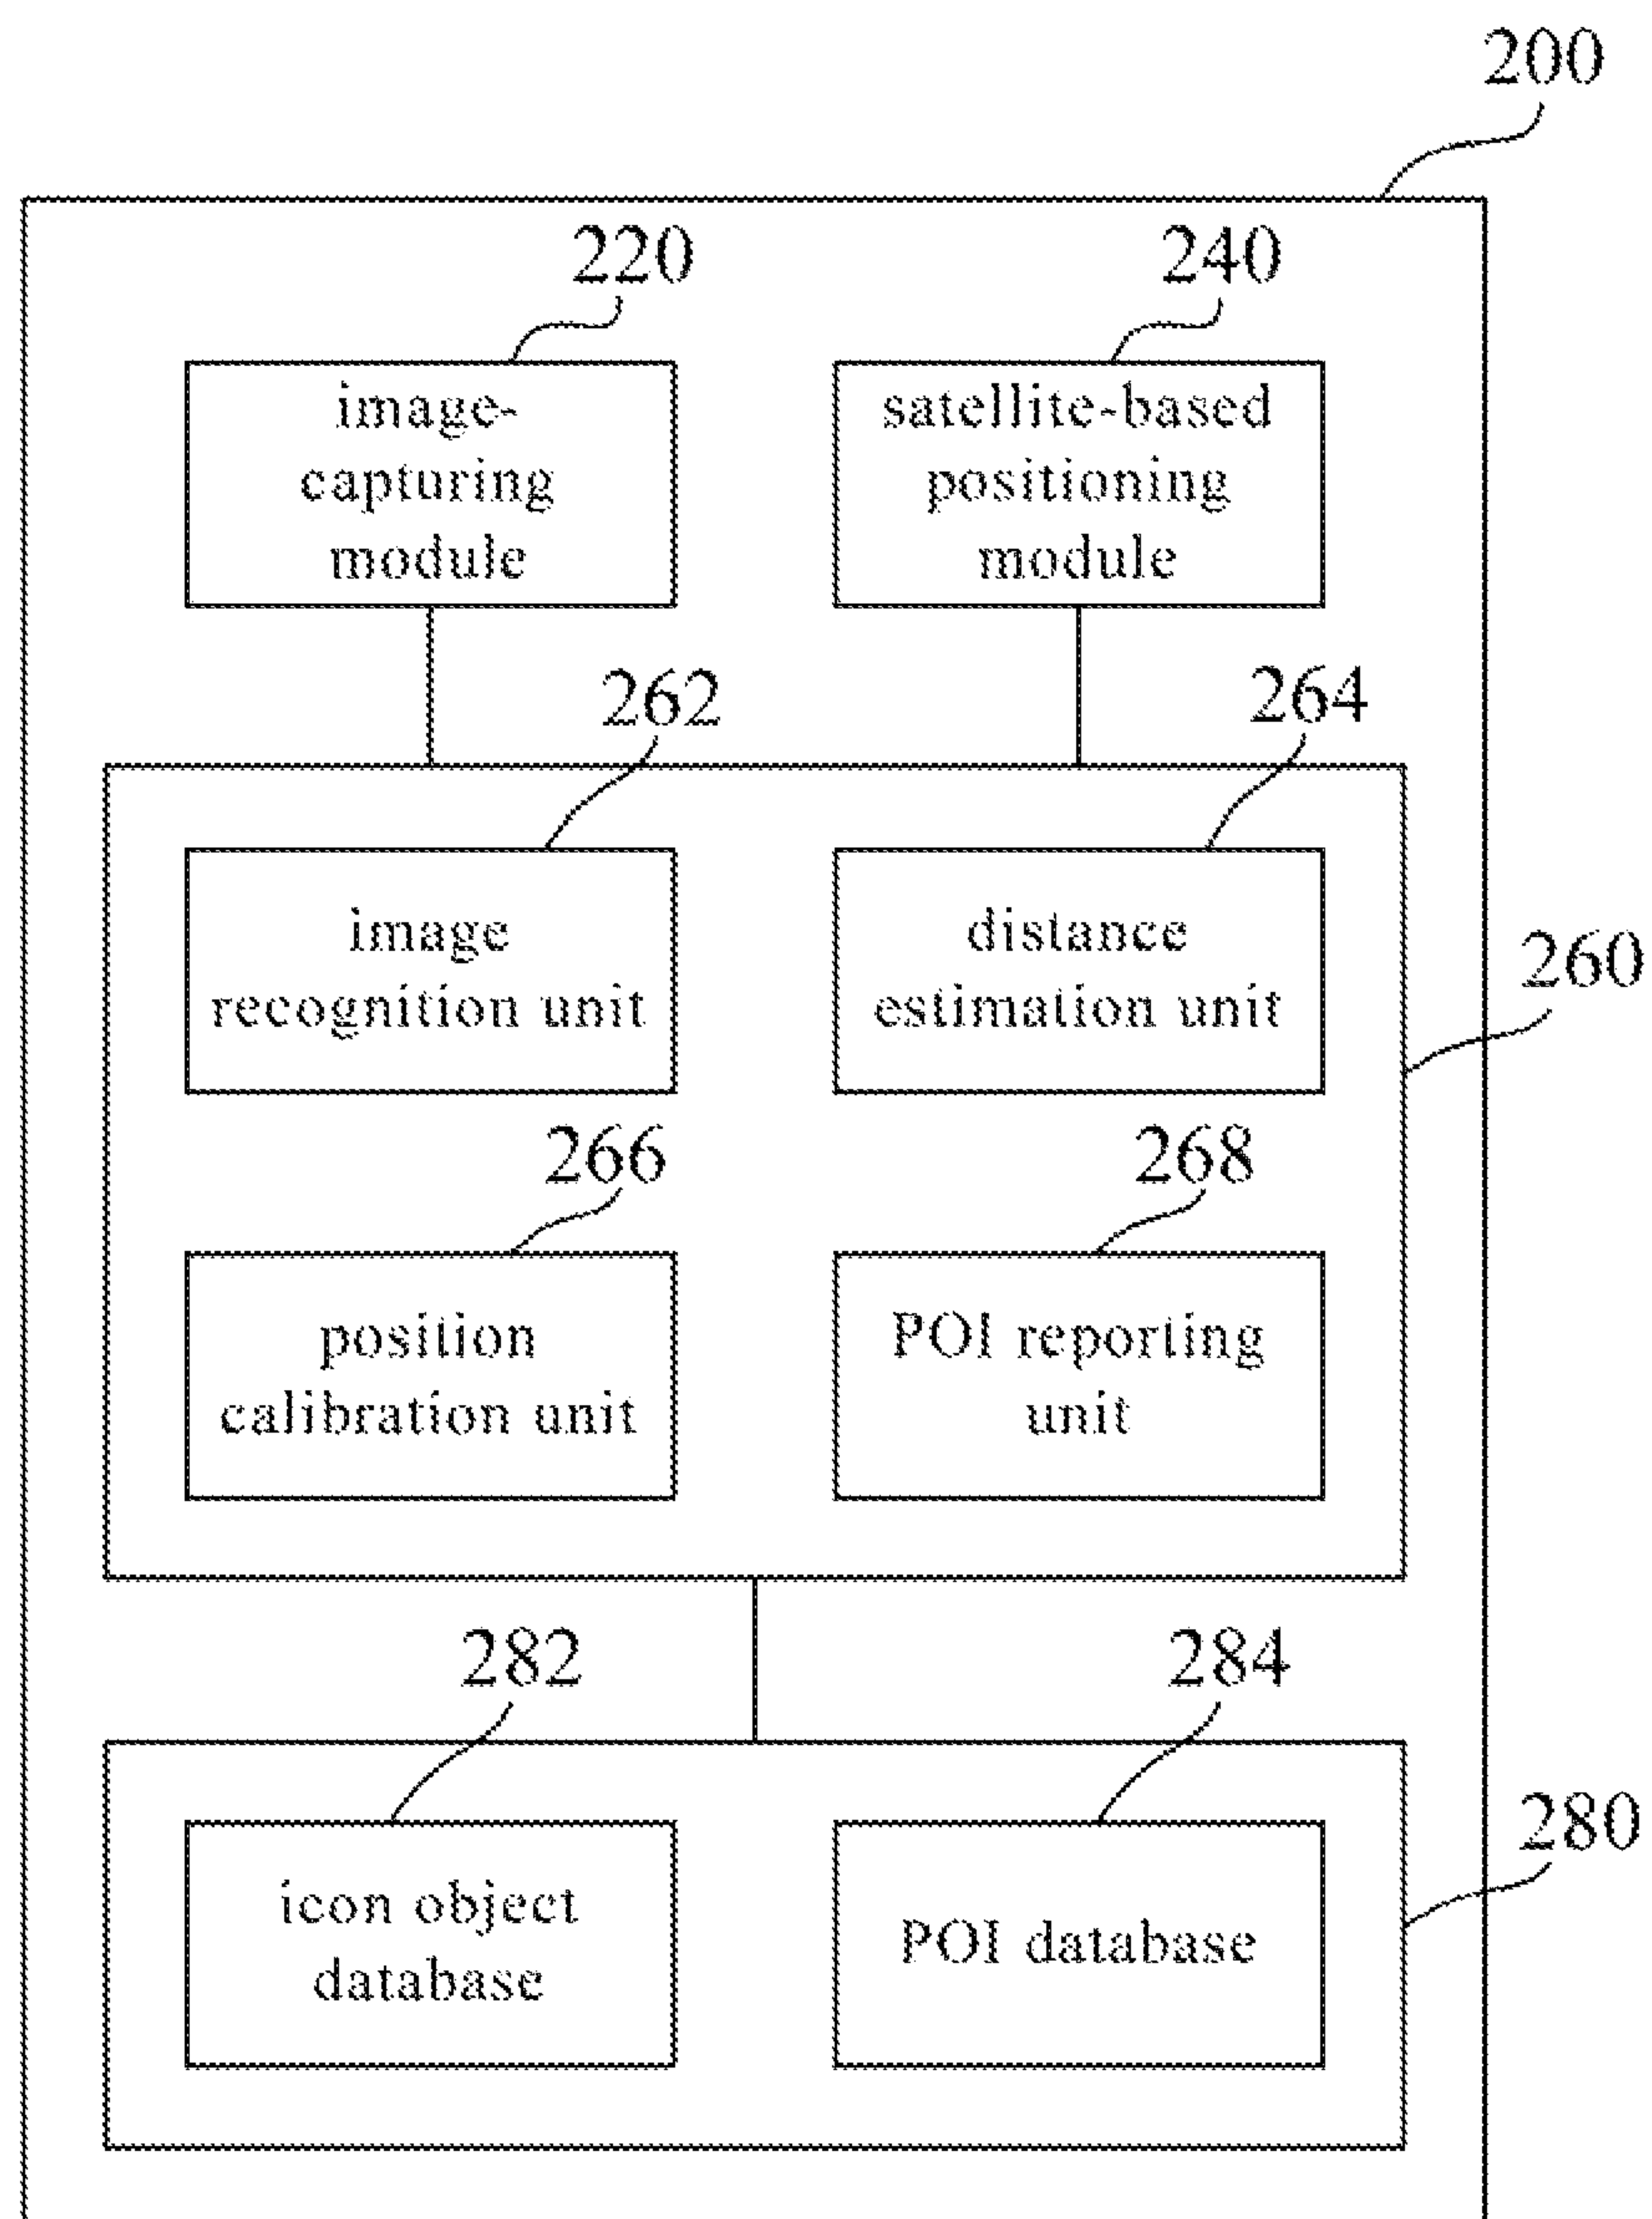 200
220
240
image-
capturing
module
satellite-based
positioning
module
262
264
image
recognition unit
distance
estimation unit
260
266
268
position
calibration unit
POI reporting
unit
282
284
icon object
database
POI database
280